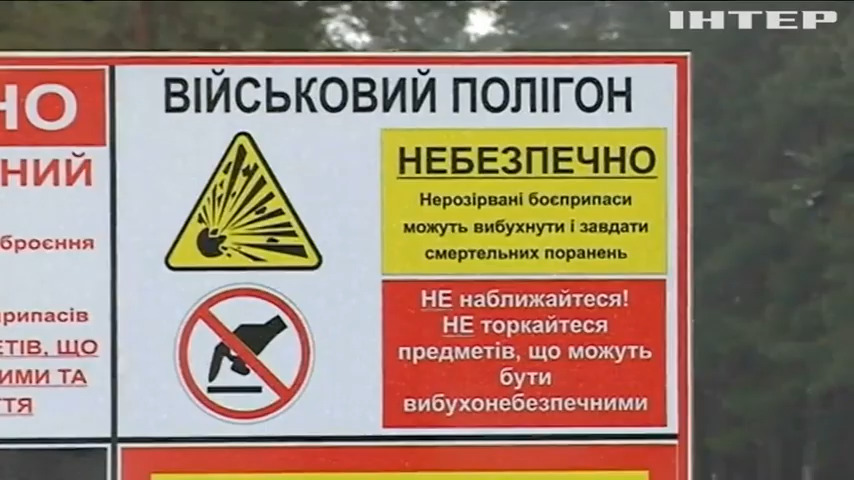 ІНТЕР
НО
НИЙ
броєння
рипасів
ЕТІВ, ЩО
ИМИ ТА
ТТЯ
ВІЙСЬКОВИЙ ПОЛІГОН
НЕБЕЗПЕЧНО
Нерозірвані боєприпаси
можуть вибухнути і завдати
смертельних поранень
НЕ наближайтеся!
НЕ торкайтеся
предметів, що можуть
бути
вибухонебезпечними